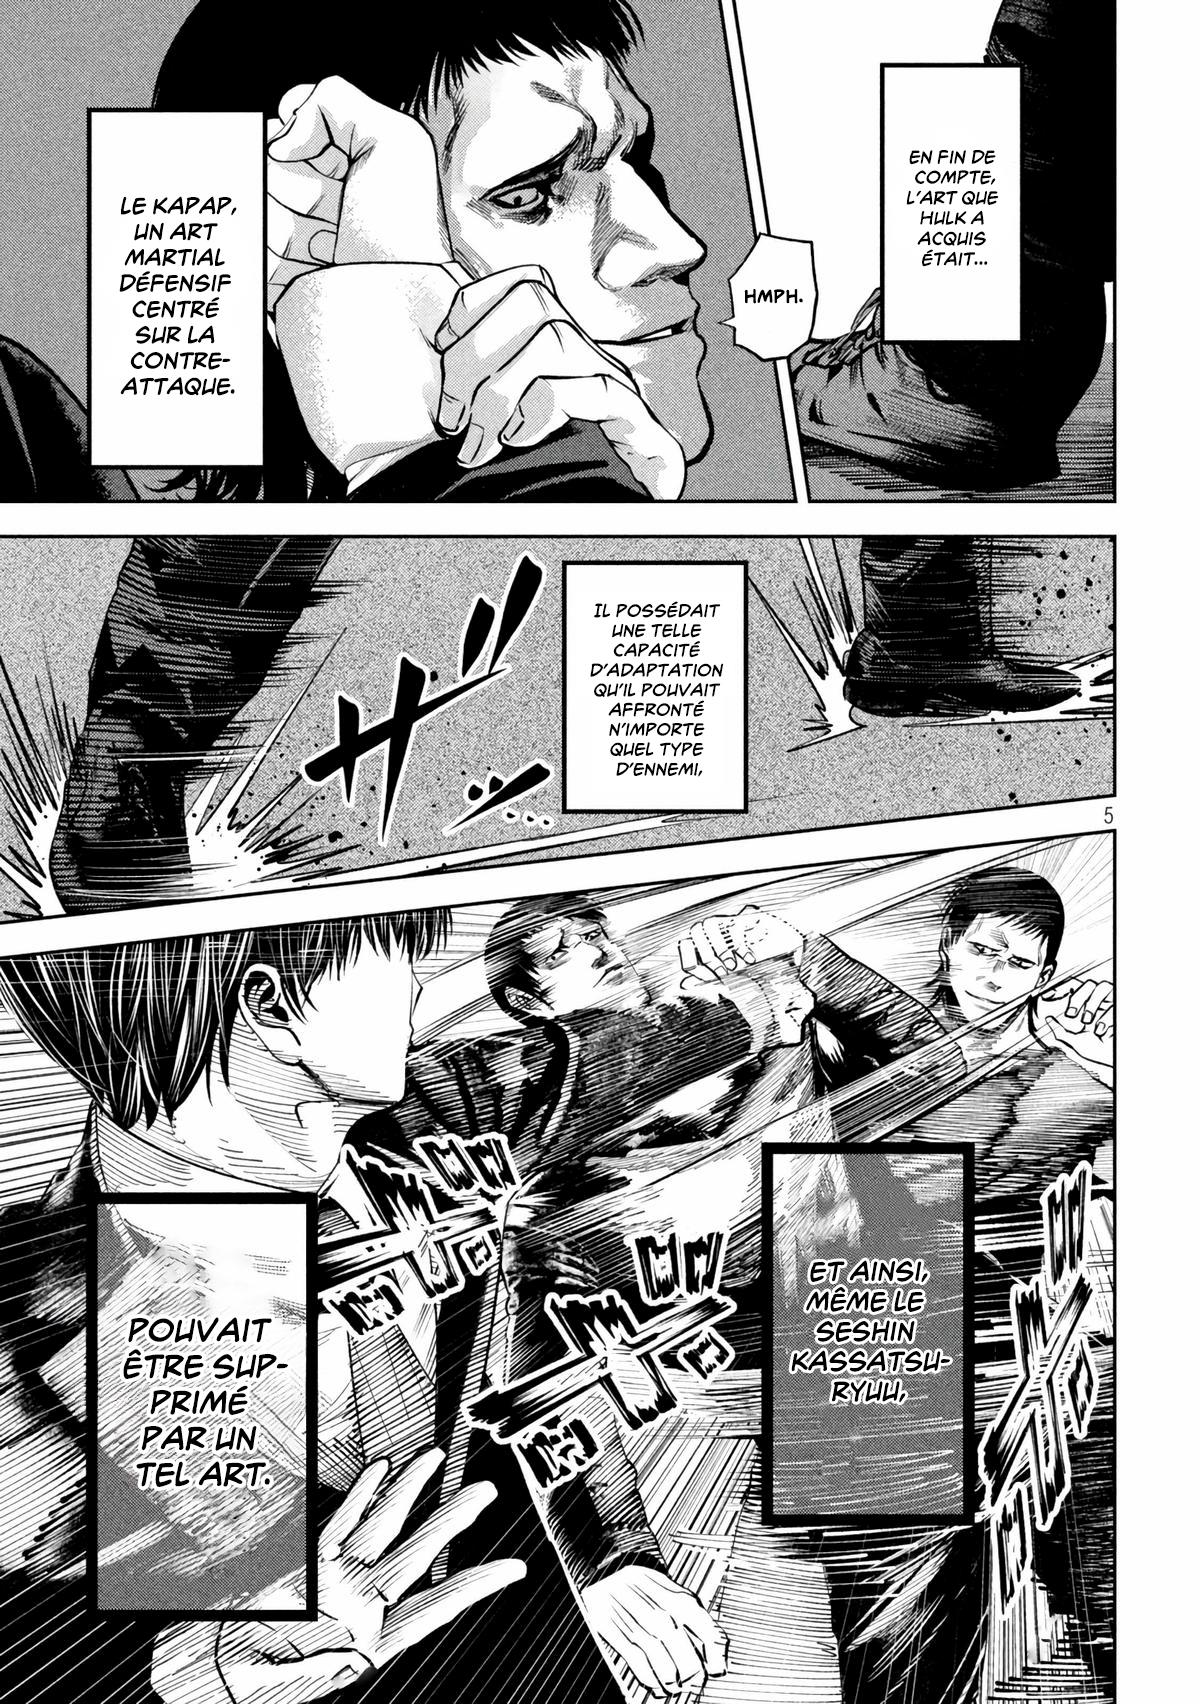 EN FIN DE
COMPTE,
L'ART QUE
HULK A
ACQUIS
ÉTAIT...
HMPH.
LE KAPAP,
UN ART
MARTIAL
DÉFENSIF
CENTRÉ
SUR LA
CONTRE-
ATTAQUE.
IL POSSÉDAIT
UNE TELLE
CAPACITÉ
D'ADAPTATION
QU'IL POUVAIT
AFFRONTÉ
N'IMPORTE
QUEL TYPE
D'ENNEMI,
ザッ…
5
ET AINSI,
MÊME LE
SESHIN
KASSATSU-
RYUU,
POUVAIT
ÊTRE SUP-
PRIMÉ
PAR UN
TEL ART.